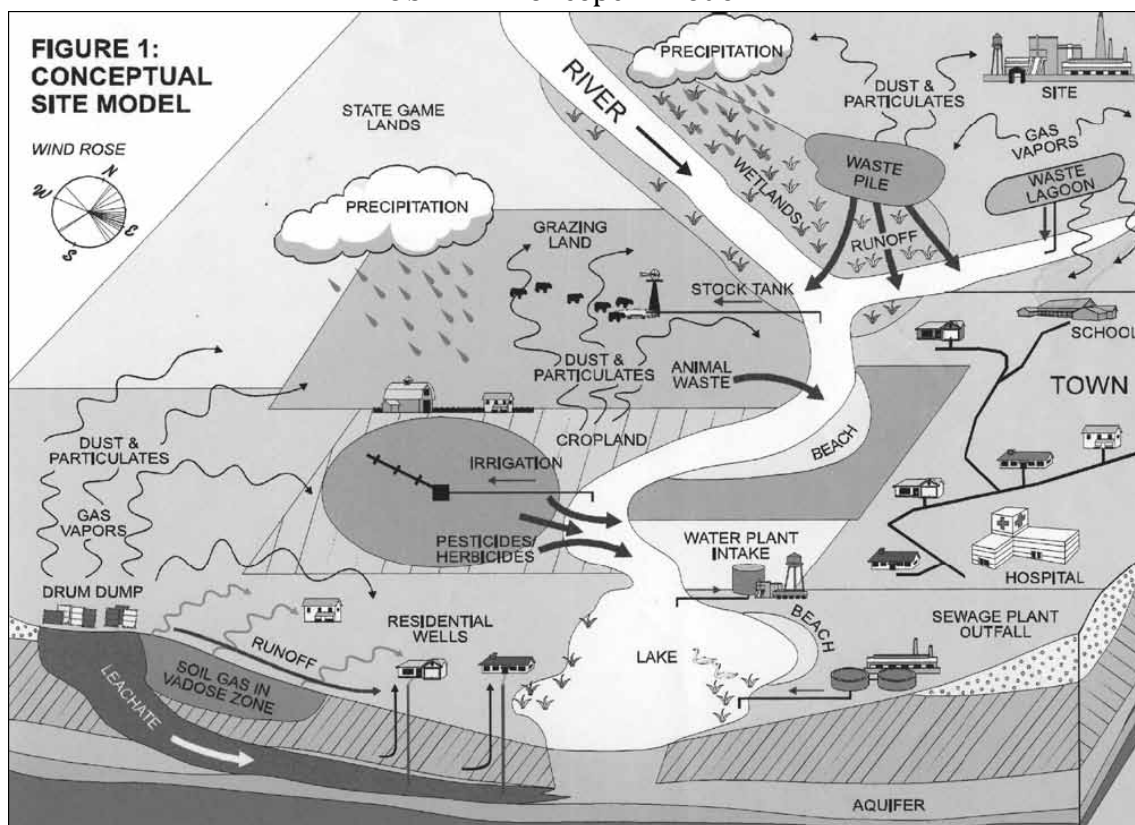 FIGURE 1:
CONCEPTUAL
SITE MODEL
WIND ROSE
N
W
E
S
STATE GAME
LANDS
PRECIPITATION
RIVER
PRECIPITATION
WETLANDS
DUST &
PARTICULATES
SITE
GAS
VAPORS
WASTE
PILE
WASTE
LAGOON
RUNOFF
GRAZING
LAND
STOCK TANK
SCHOOL
TOWN
DUST &
PARTICULATES
ANIMAL
WASTE
CROPLAND
BEACH
DUST &
PARTICULATES
IRRIGATION
GAS
VAPORS
PESTICIDES/
HERBICIDES
WATER PLANT
INTAKE
HOSPITAL
DRUM DUMP
RESIDENTIAL
WELLS
BEACH
SEWAGE PLANT
OUTFALL
RUNOFF
LAKE
SOIL GAS IN
VADOSE ZONE
LEACHATE
AQUIFER